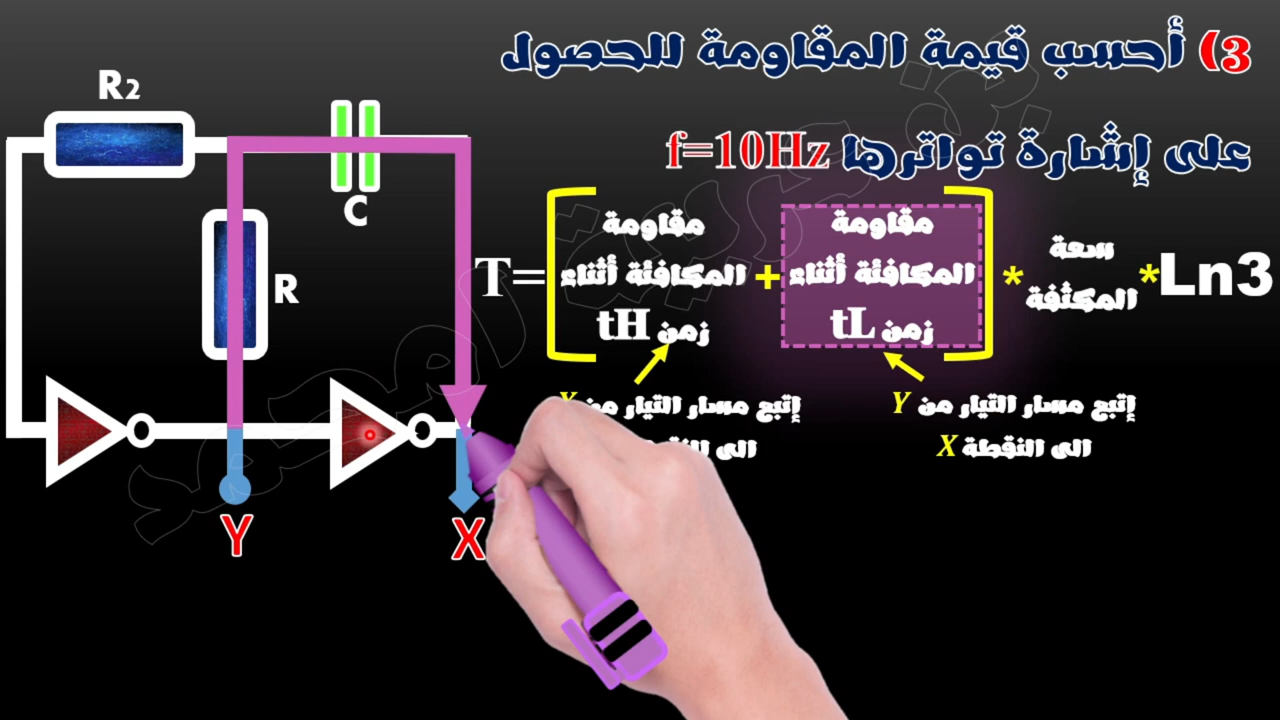 3) أحسب قيمة المقاومة للحصول
على إشارة تواترها f=10Hz
R2
C
R
Y
X
T=
مقاومة
المكافئة أثناء
زمن tH
+
مقاومة
المكافئة أثناء
زمن tL
*
سعة
المكثفة
*Ln3
إتبع مسار التيار من
الى
إتبع مسار التيار من Y
الى النقطة X